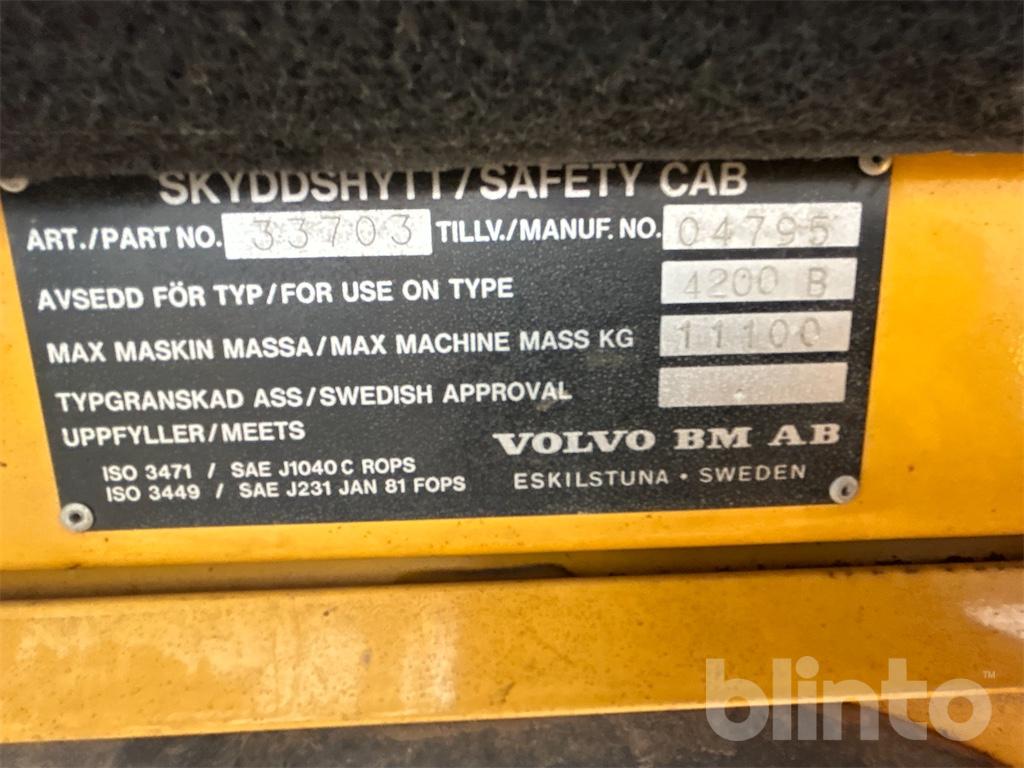 SKYDDSHYTT/SAFETY CAB
ART./PART NO. 33703 TILLV./MANUF. NO. 04795
AVSEDD FÖR TYP/FOR USE ON TYPE 4200 B
MAX MASKIN MASSA/MAX MACHINE MASS KG 11100
TYPGRANSKAD ASS/SWEDISH APPROVAL
UPPFYLLER/MEETS
VOLVO BM AB
ISO 3471 / SAE J1040 C ROPS
ISO 3449 / SAE J231 JAN 81 FOPS
ESKILSTUNA · SWEDEN
blinto™